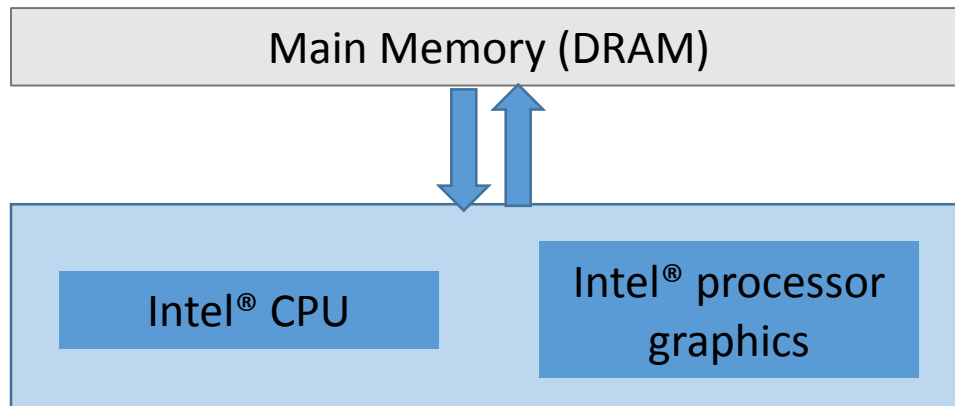 Main Memory (DRAM)
Intel® CPU
Intel® processor
graphics